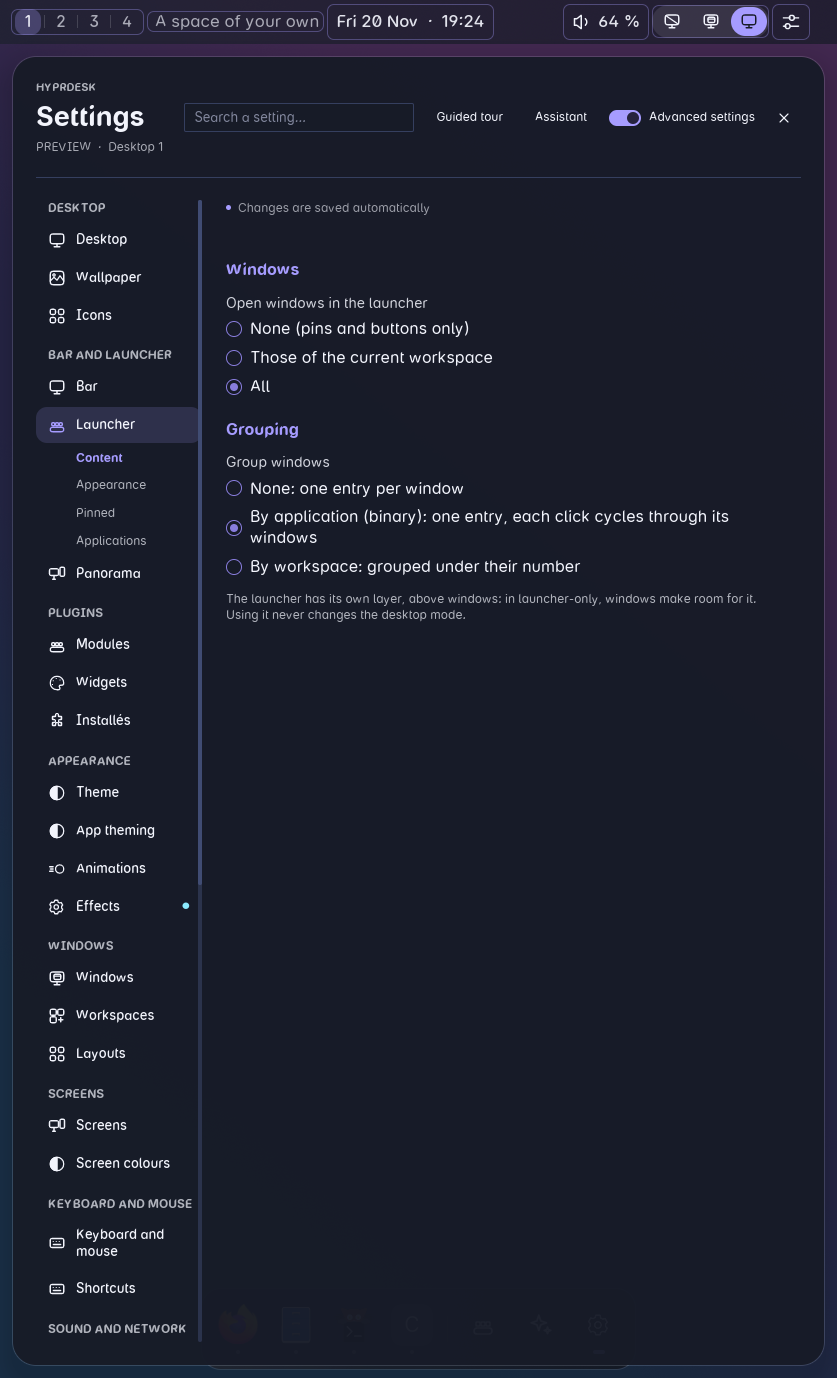 1 2 3 4 A space of your own Fri 20 Nov · 19:24 64 %
HYPRDESK
Settings
Search a setting...
Guided tour
Assistant
Advanced settings
PREVIEW · Desktop 1
DESKTOP
Desktop
Wallpaper
Icons
BAR AND LAUNCHER
Bar
Launcher
Content
Appearance
Pinned
Applications
Panorama
PLUGINS
Modules
Widgets
Installés
APPEARANCE
Theme
App theming
Animations
Effects
WINDOWS
Windows
Workspaces
Layouts
SCREENS
Screens
Screen colours
KEYBOARD AND MOUSE
Keyboard and
mouse
Shortcuts
SOUND AND NETWORK
Changes are saved automatically
Windows
Open windows in the launcher
None (pins and buttons only)
Those of the current workspace
All
Grouping
Group windows
None: one entry per window
By application (binary): one entry, each click cycles through its
windows
By workspace: grouped under their number
The launcher has its own layer, above windows: in launcher-only, windows make room for it.
Using it never changes the desktop mode.